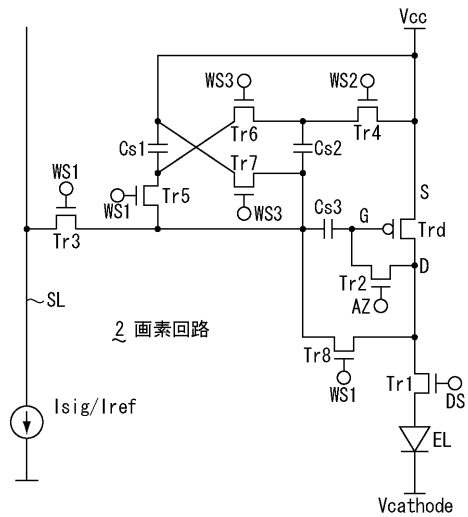 Vcc
WS3
WS2
Cs1
Tr6
Tr4
Tr7
Cs2
WS1
WS1
Tr5
WS3
S
Cs3
G
Trd
Tr3
Tr2
D
AZ
SL
2 画素回路
Tr8
WS1
Tr1
DS
Isig/Iref
EL
Vcathode